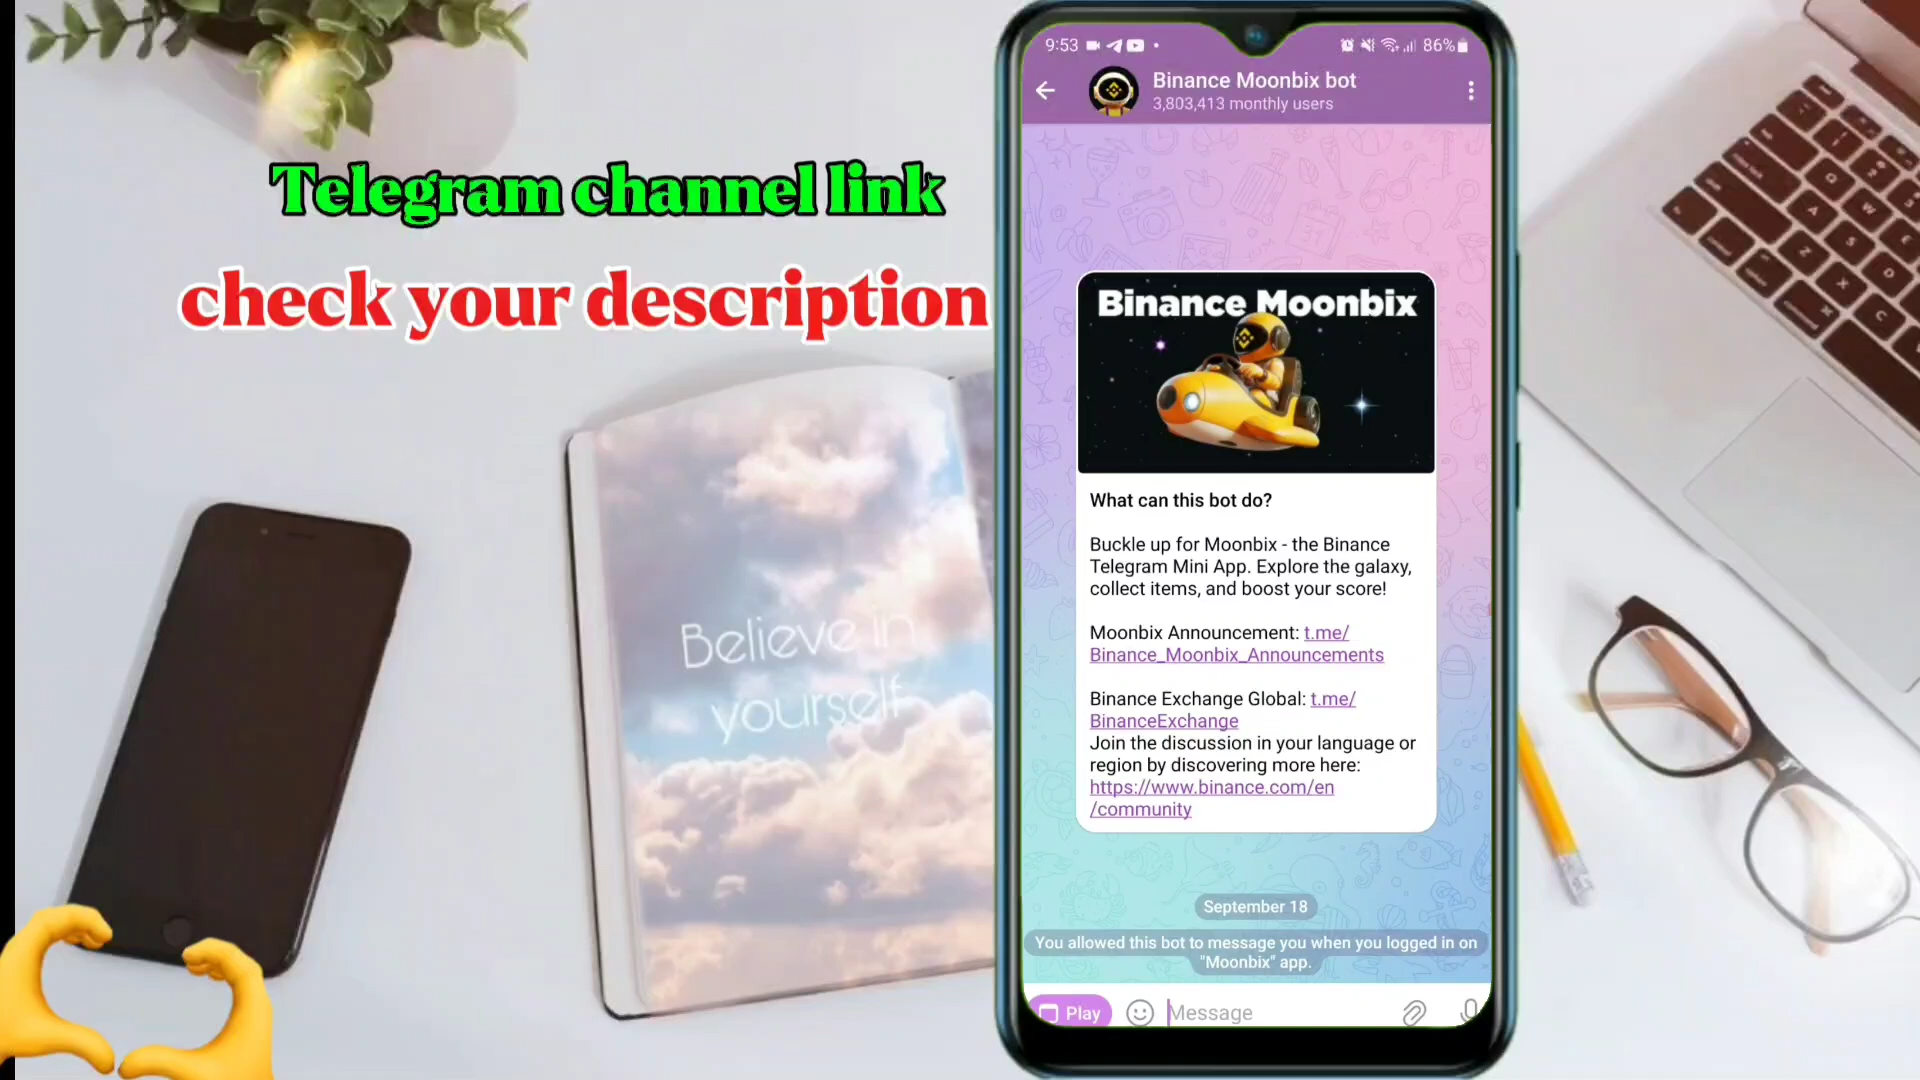 Telegram channel link
check your description
Believe in
yourself
9:53
86%
Binance Moonbix bot
3,803,413 monthly users
Binance Moonbix
What can this bot do?
Buckle up for Moonbix - the Binance
Telegram Mini App. Explore the galaxy,
collect items, and boost your score!
Moonbix Announcement: t.me/
Binance_Moonbix_Announcements
Binance Exchange Global: t.me/
BinanceExchange
Join the discussion in your language or
region by discovering more here:
https://www.binance.com/en
/community
September 18
You allowed this bot to message you when you logged in on
"Moonbix" app.
Play
Message